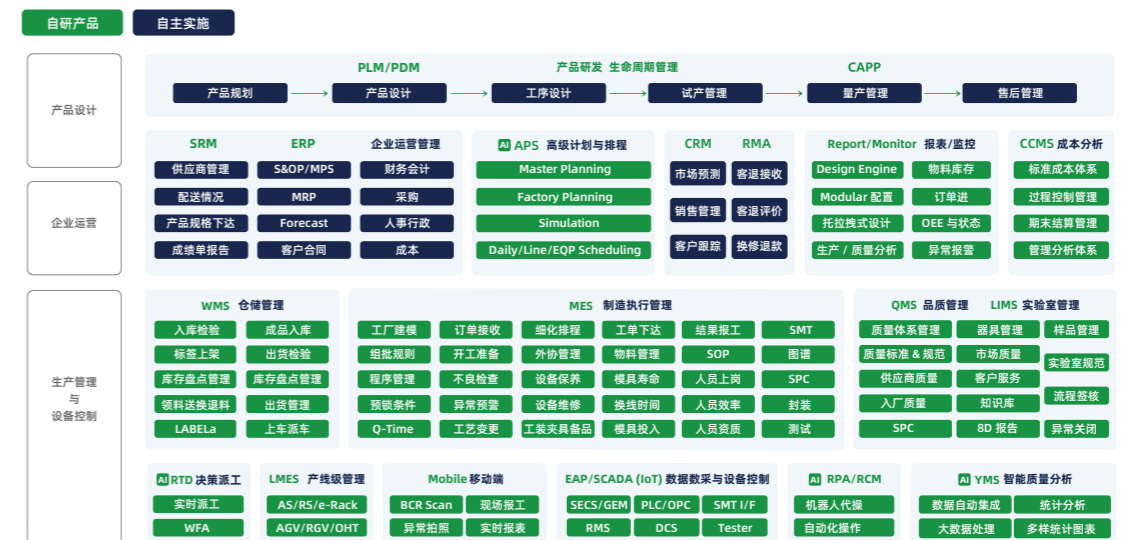 自研产品 自主实施
产品设计
PLM/PDM 产品研发 生命周期管理 CAPP
产品规划 产品设计 工序设计 试产管理 量产管理 售后管理
企业运营
SRM ERP 企业运营管理
供应商管理 S&OP/MPS 财务会计
配送情况 MRP 采购
产品规格下达 Forecast 人事行政
成绩单报告 客户合同 成本
AI APS 高级计划与排程
Master Planning
Factory Planning
Simulation
Daily/Line/EQP Scheduling
CRM RMA
市场预测 客退接收
销售管理 客退评价
客户跟踪 换修退款
Report/Monitor 报表/监控
Design Engine 物料库存
Modular 配置 订单进
托拉拽式设计 OEE 与状态
生产 / 质量分析 异常报警
CCMS 成本分析
标准成本体系
过程控制管理
期末结算管理
管理分析体系
生产管理
与
设备控制
WMS 仓储管理
入库检验 成品入库
标签上架 出货检验
库存盘点管理 库存盘点管理
领料送换退料 出货管理
LABELa 上车派车
MES 制造执行管理
工厂建模 订单接收 细化排程 工单下达 结果报工 SMT
组批规则 开工准备 外协管理 物料管理 SOP 图谱
程序管理 不良检查 设备保养 模具寿命 人员上岗 SPC
预锁条件 异常预警 设备维修 换线时间 人员效率 封装
Q-Time 工艺变更 工装夹具备品 模具投入 人员资质 测试
QMS 品质管理 LIMS 实验室管理
质量体系管理 器具管理 样品管理
质量标准 & 规范 市场质量 实验室规范
供应商质量 客户服务 流程签核
入厂质量 知识库
SPC 8D 报告 异常关闭
AI RTD 决策派工
实时派工
WFA
LMES 产线级管理
AS/RS/e-Rack
AGV/RGV/OHT
Mobile 移动端
BCR Scan 现场报工
异常拍照 实时报表
EAP/SCADA (IoT) 数据数采与设备控制
SECS/GEM PLC/OPC SMT I/F
RMS DCS Tester
AI RPA/RCM
机器人代操
自动化操作
AI YMS 智能质量分析
数据自动集成 统计分析
大数据处理 多样统计图表